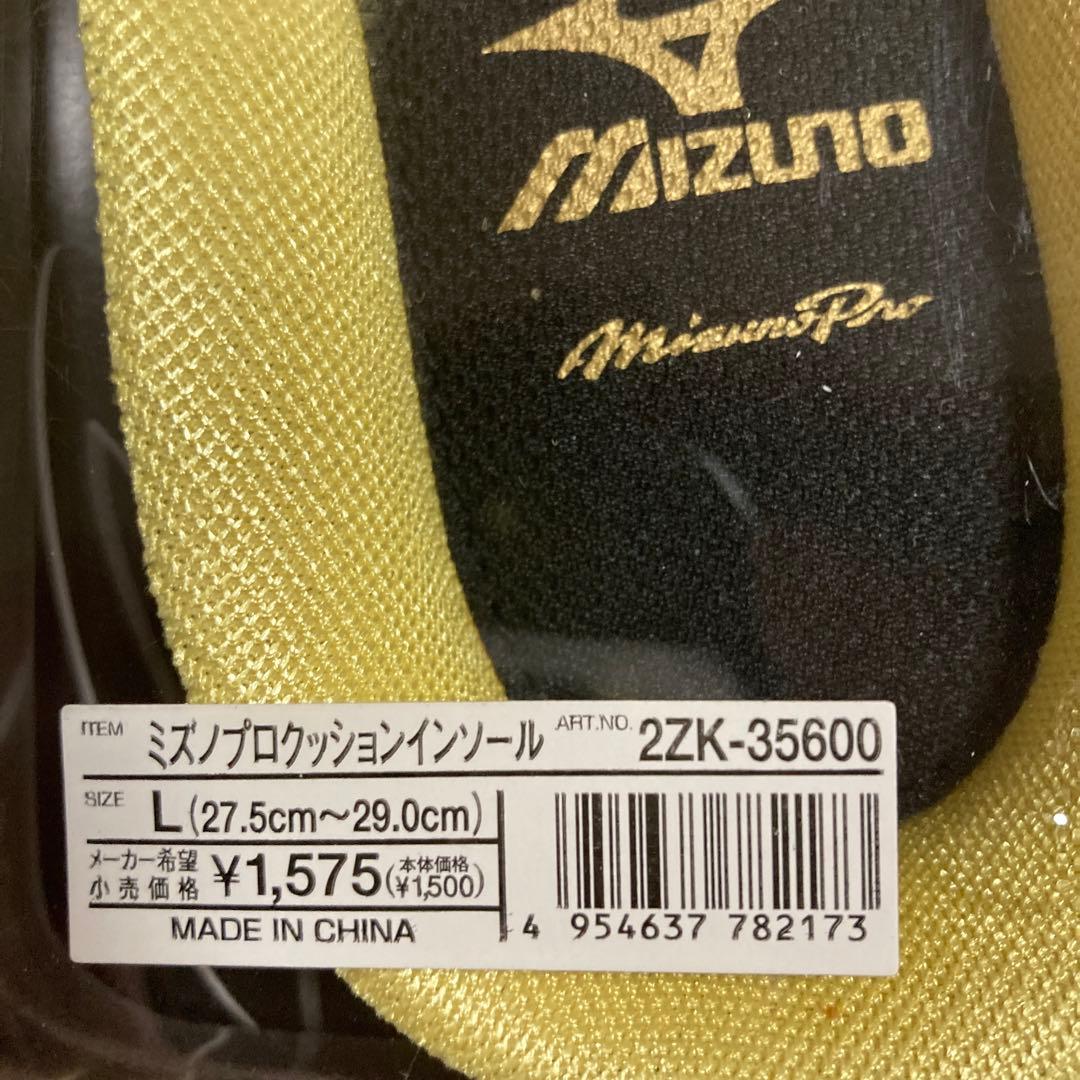 MIZUNO
MizunoPro
ITEM ミズノプロクッションインソール ART.NO. 2ZK-35600
SIZE L(27.5cm～29.0cm)
メーカー希望小売価格 ¥1,575(本体価格¥1,500)
MADE IN CHINA
4 954637 782173